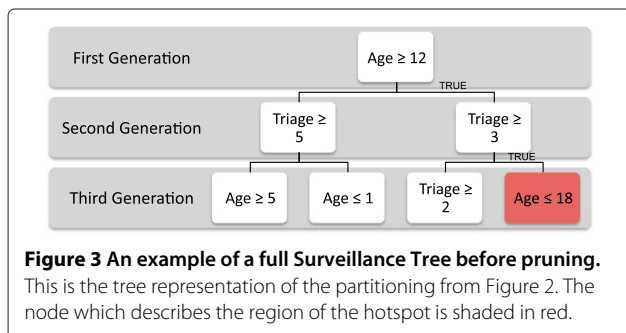 First Generation
Age ≥ 12
TRUE
Second Generation
Triage ≥
5
Triage ≥
3
TRUE
Third Generation
Age ≥ 5
Age ≤ 1
Triage ≥
2
Age ≤ 18
Figure 3 An example of a full Surveillance Tree before pruning.
This is the tree representation of the partitioning from Figure 2. The
node which describes the region of the hotspot is shaded in red.